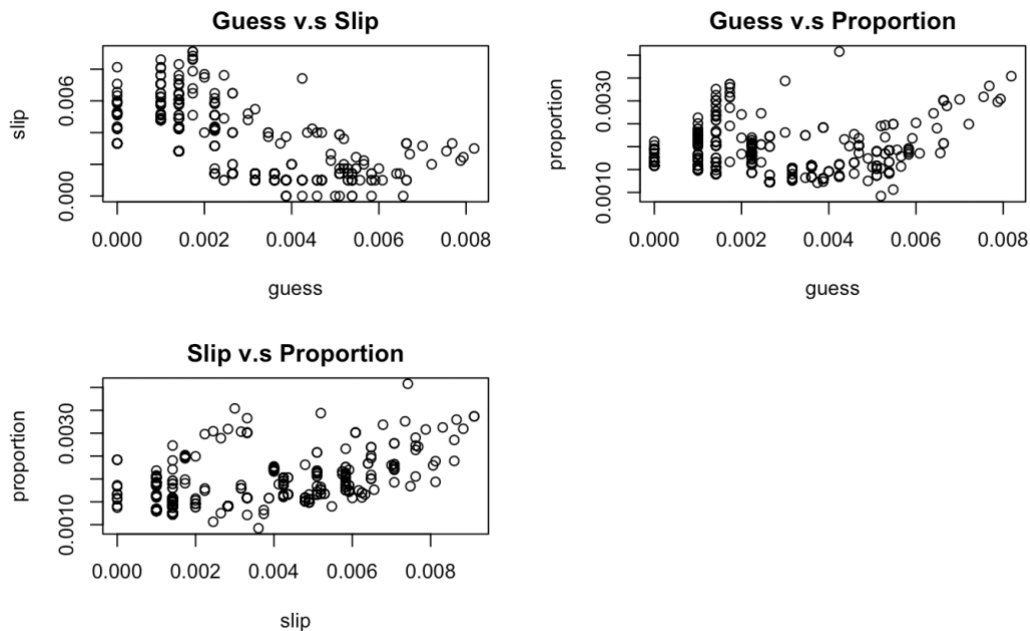 Guess v.s Slip
slip
0.006
0.000
0.000 0.002 0.004 0.006 0.008
guess
Guess v.s Proportion
proportion
0.0030
0.0010
0.000 0.002 0.004 0.006 0.008
guess
Slip v.s Proportion
proportion
0.0030
0.0010
0.000 0.002 0.004 0.006 0.008
slip